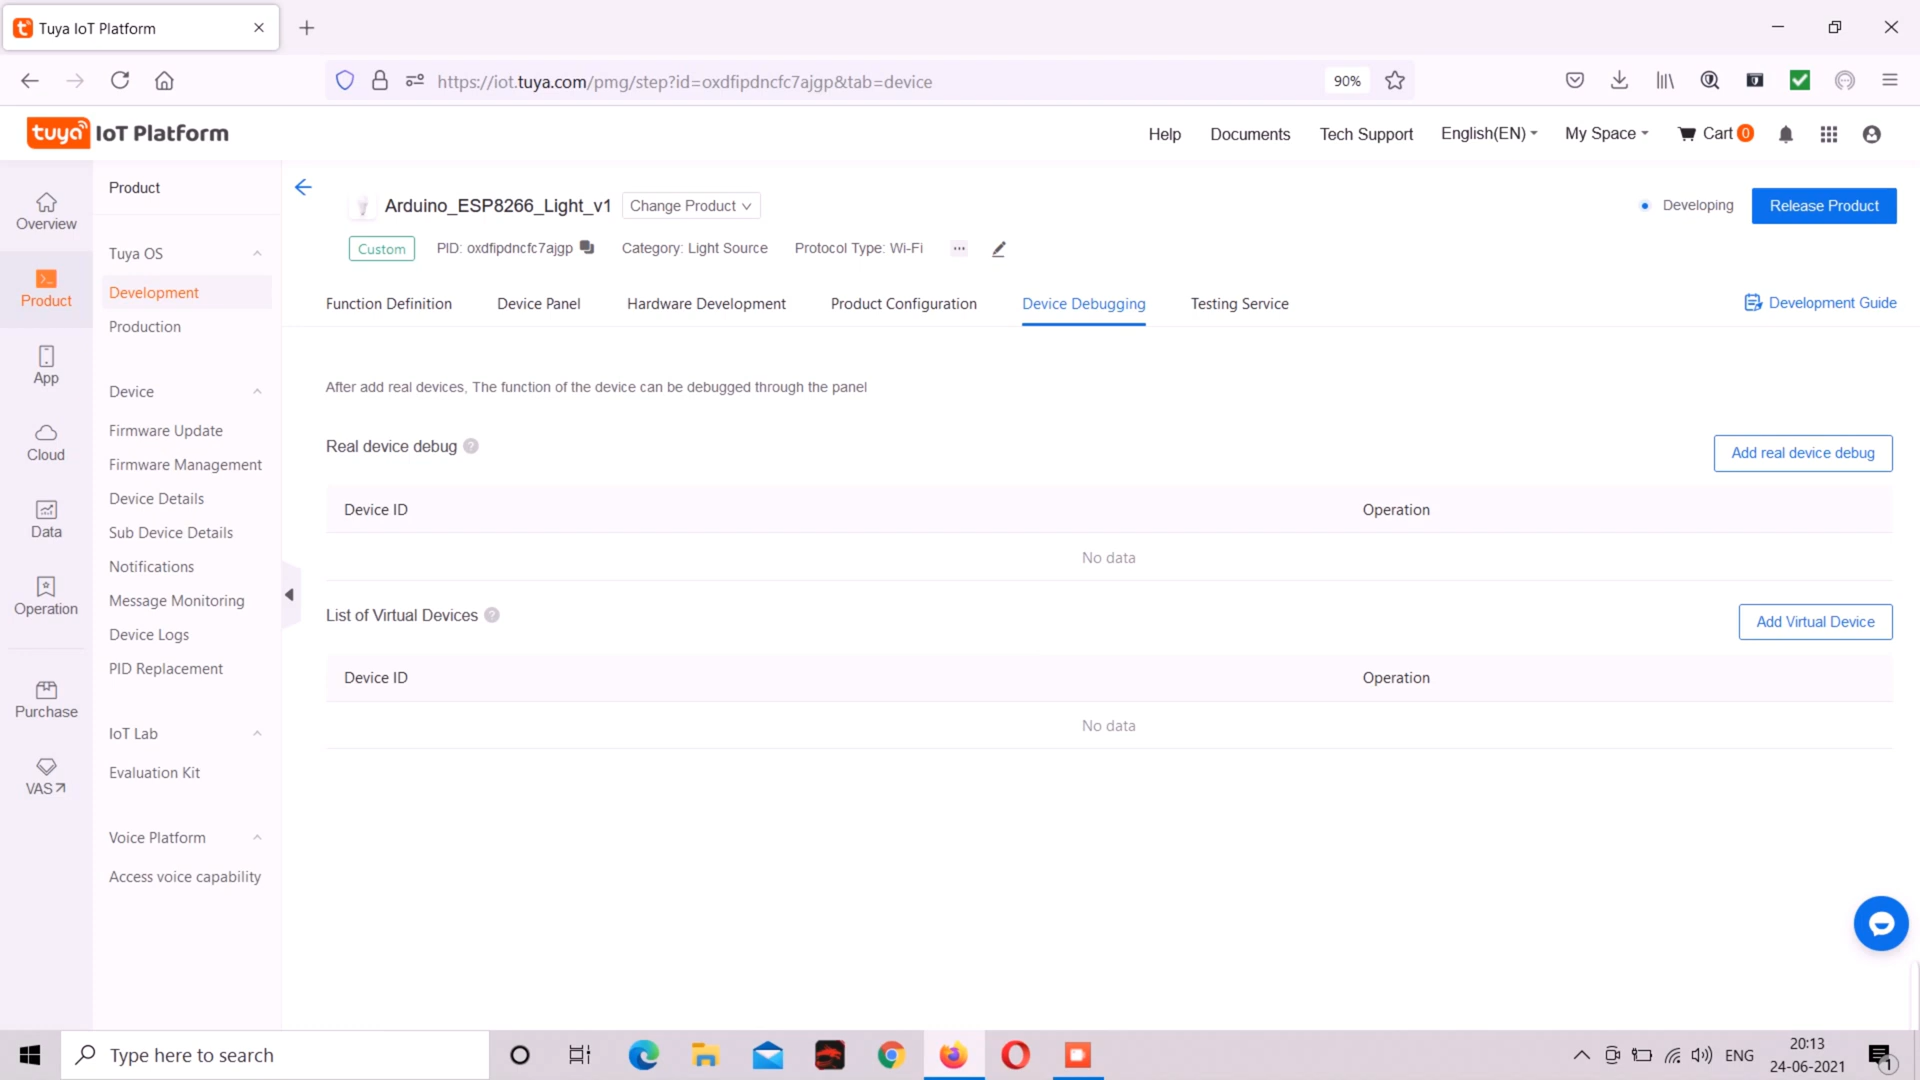 Tuya IoT Platform
https://iot.tuya.com/pmg/step?id=oxdfipdncfc7ajgp&tab=device
90%
tuya IoT Platform
Help
Documents
Tech Support
English(EN)
My Space
Cart 0
Overview
Product
App
Cloud
Data
Operation
Purchase
VAS
Product
Tuya OS
Development
Production
Device
Firmware Update
Firmware Management
Device Details
Sub Device Details
Notifications
Message Monitoring
Device Logs
PID Replacement
IoT Lab
Evaluation Kit
Voice Platform
Access voice capability
Arduino_ESP8266_Light_v1
Change Product
Developing
Release Product
Custom
PID: oxdfipdncfc7ajgp
Category: Light Source
Protocol Type: Wi-Fi
...
Function Definition
Device Panel
Hardware Development
Product Configuration
Device Debugging
Testing Service
Development Guide
After add real devices, The function of the device can be debugged through the panel
Real device debug ?
Add real device debug
Device ID
Operation
No data
List of Virtual Devices ?
Add Virtual Device
Device ID
Operation
No data
Type here to search
ENG
20:13
24-06-2021
1